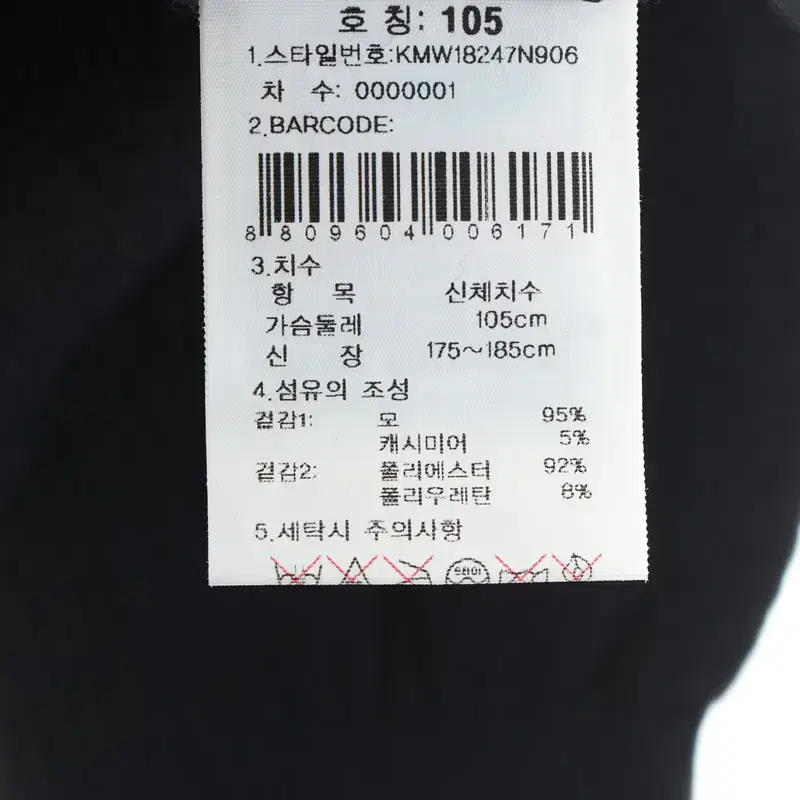 호 칭: 105
1.스타일번호:KMW18247N906
차 수: 0000001
2.BARCODE:
8 809604 006171
3.치수
항 목 신체치수
가슴둘레 105cm
신 장 175~185cm
4.섬유의 조성
겉감1: 모 95%
캐시미어 5%
겉감2: 폴리에스터 92%
폴리우레탄 8%
5.세탁시 주의사항
드라이